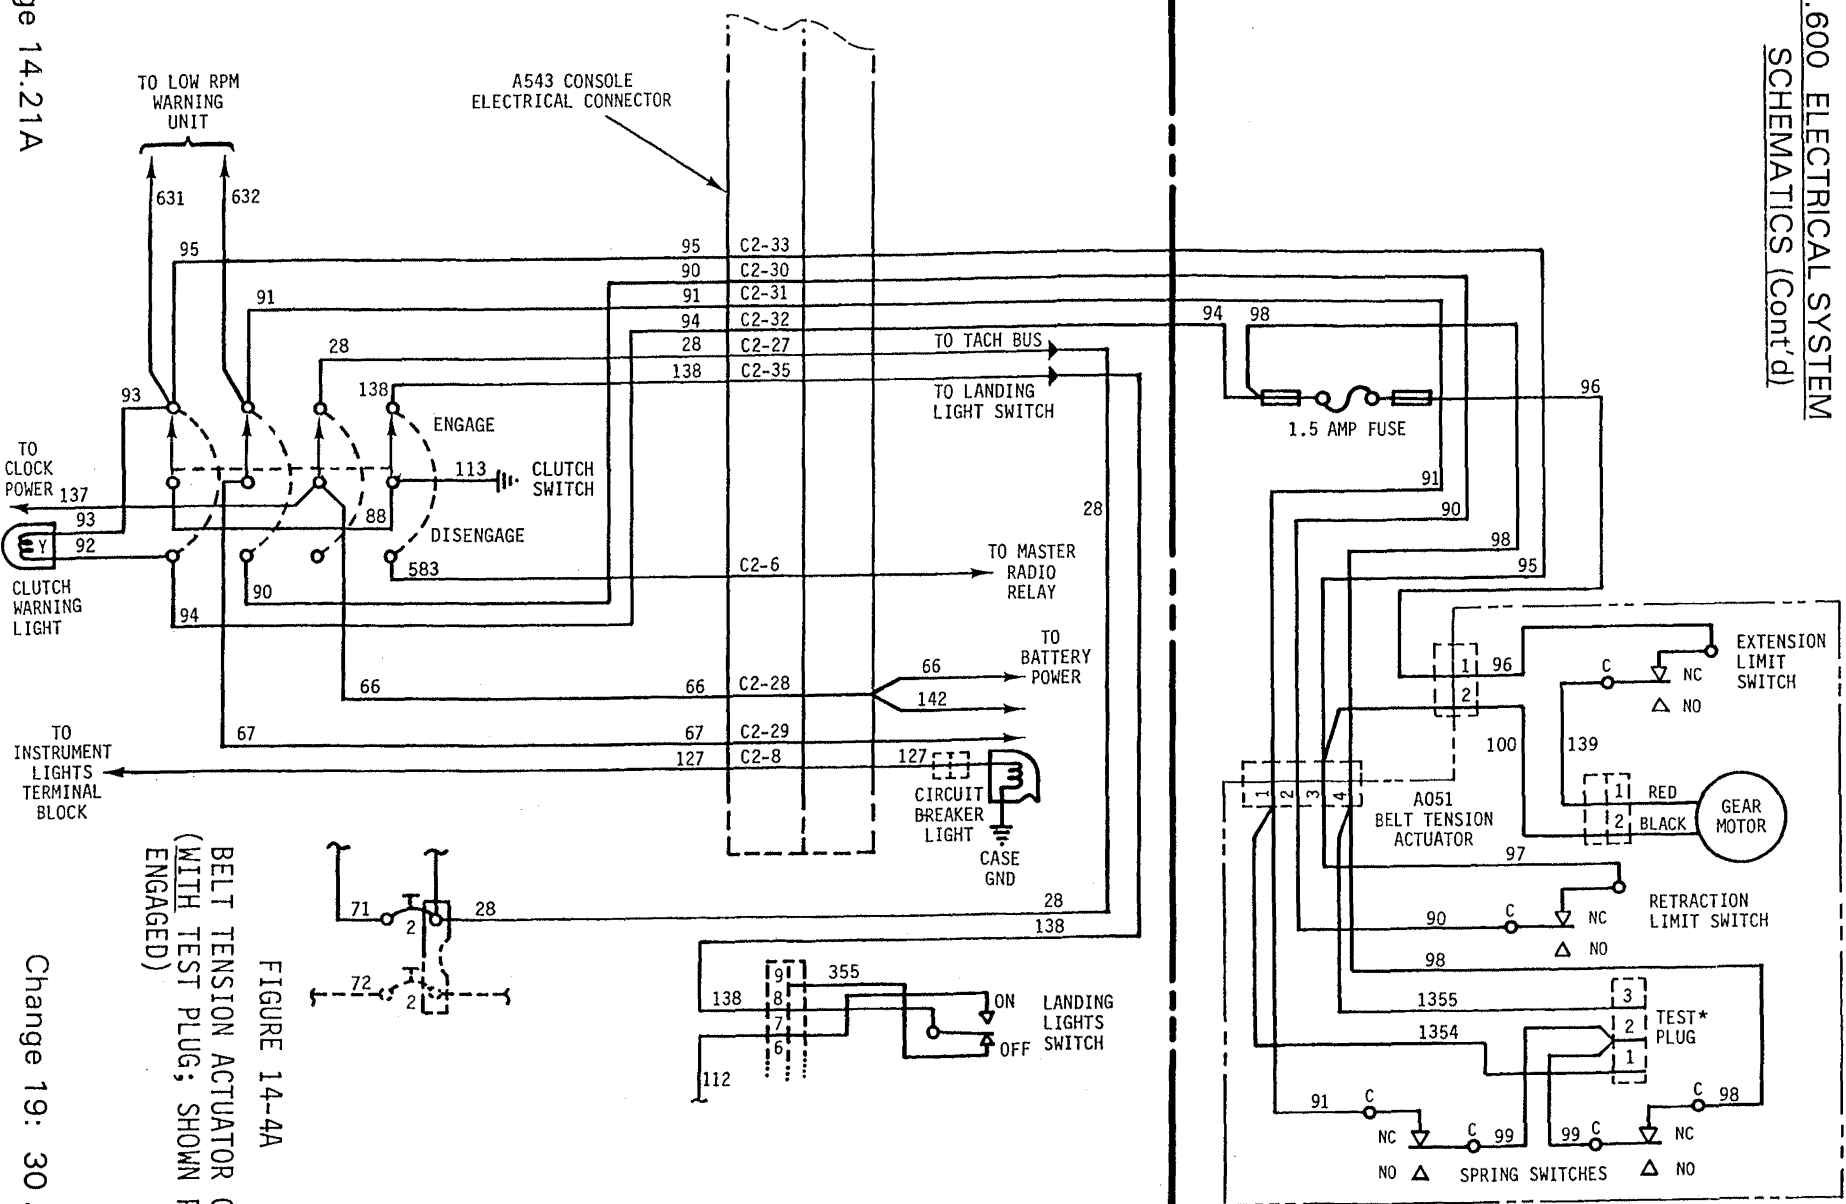 ge 14.21A
.600 ELECTRICAL SYSTEM
SCHEMATICS (Cont'd)
TO LOW RPM
WARNING
UNIT
A543 CONSOLE
ELECTRICAL CONNECTOR
631
632
95
95
C2-33
90
C2-30
91
91
C2-31
94
C2-32
94
98
28
28
C2-27
TO TACH BUS
138
138
C2-35
TO LANDING
LIGHT SWITCH
93
96
1.5 AMP FUSE
ENGAGE
TO
CLOCK
POWER
137
113
CLUTCH
SWITCH
91
88
28
90
93
92
Y
DISENGAGE
98
CLUTCH
WARNING
LIGHT
583
C2-6
TO MASTER
RADIO
RELAY
95
90
94
TO
BATTERY
POWER
66
66
C2-28
66
142
1
96
2
C
NC
NO
EXTENSION
LIMIT
SWITCH
67
67
C2-29
TO
INSTRUMENT
LIGHTS
TERMINAL
BLOCK
127
C2-8
127
CIRCUIT
BREAKER
LIGHT
CASE
GND
100
139
1
2
3
4
A051
BELT TENSION
ACTUATOR
1
RED
2
BLACK
GEAR
MOTOR
97
90
C
NC
NO
RETRACTION
LIMIT SWITCH
71
2
28
28
138
72
2
98
9
355
138
8
7
6
ON
OFF
LANDING
LIGHTS
SWITCH
112
1355
3
1354
2
1
TEST*
PLUG
91
C
NC
NO
C
99
99
C
NC
NO
C
98
SPRING SWITCHES
FIGURE 14-4A
BELT TENSION ACTUATOR
(WITH TEST PLUG; SHOWN
ENGAGED)
Change 19: 30